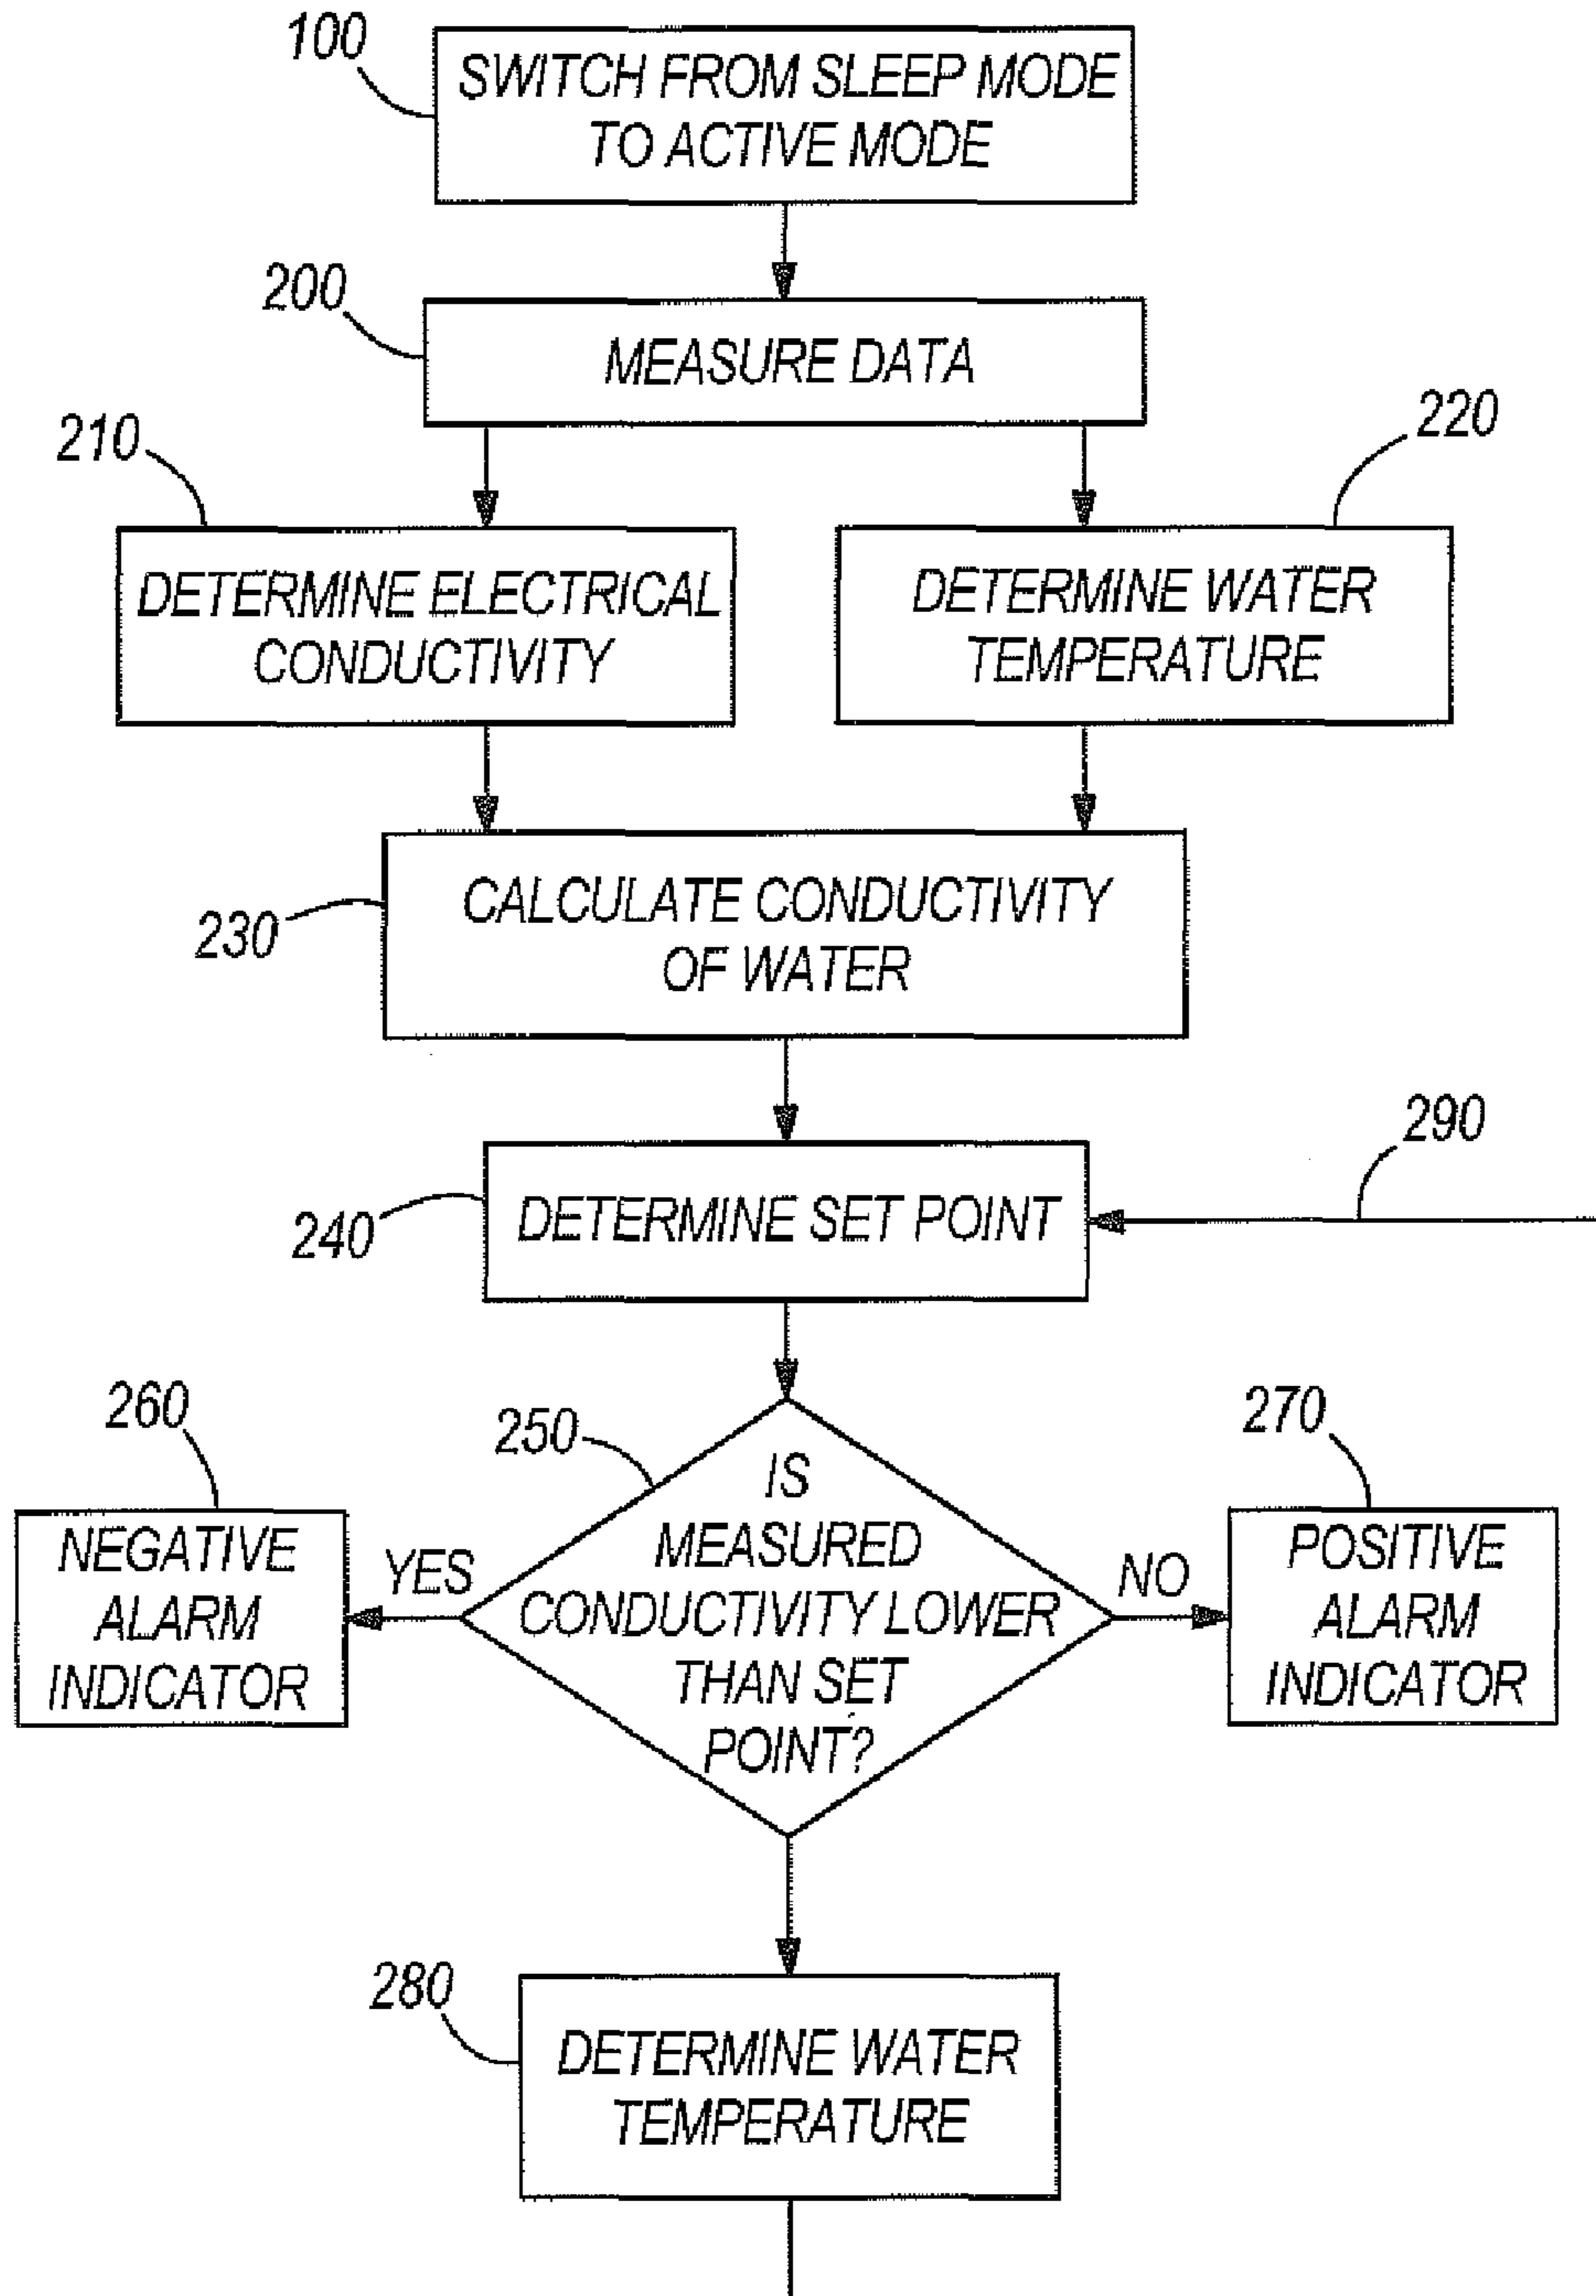 100
SWITCH FROM SLEEP MODE
TO ACTIVE MODE
200
MEASURE DATA
210
220
DETERMINE ELECTRICAL
CONDUCTIVITY
DETERMINE WATER
TEMPERATURE
230
CALCULATE CONDUCTIVITY
OF WATER
290
240
DETERMINE SET POINT
260
250
270
NEGATIVE
ALARM
INDICATOR
YES
IS
MEASURED
CONDUCTIVITY LOWER
THAN SET
POINT?
NO
POSITIVE
ALARM
INDICATOR
280
DETERMINE WATER
TEMPERATURE